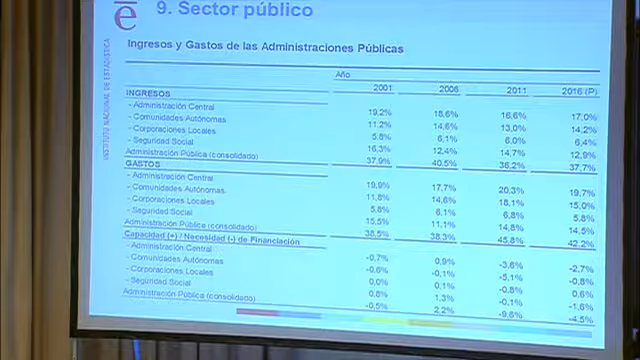 9. Sector público
INSTITUTO NACIONAL DE ESTADISTICA
Ingresos y Gastos de las Administraciones Públicas
Año
2001 2006 2011 2016 (P)
INGRESOS
- Administración Central 19,2% 18,6% 16,6% 17,0%
- Comunidades Autónomas 11,2% 14,6% 13,0% 14,2%
- Corporaciones Locales 5,8% 6,1% 6,0% 6,4%
- Seguridad Social 16,3% 12,4% 14,7% 12,9%
Administración Pública (consolidado) 37,9% 40,5% 36,2% 37,7%
GASTOS
- Administración Central 19,9% 17,7% 20,3% 19,7%
- Comunidades Autónomas. 11,8% 14,6% 18,1% 15,0%
- Corporaciones Locales 5,8% 6,1% 6,8% 5,8%
- Seguridad Social 15,5% 11,1% 14,8% 14,5%
Administración Pública (consolidado) 38,5% 38,3% 45,8% 42,2%
Capacidad (+) / Necesidad (-) de Financiación
- Administración Central -0,7% 0,9% -3,6% -2,7%
- Comunidades Autónomas -0,6% -0,1% -5,1% -0,8%
- Corporaciones Locales 0,0% 0,1% -0,8% 0,6%
- Seguridad Social 0,8% 1,3% -0,1% -1,6%
Administración Pública (consolidado) -0,5% 2,2% -9,6% -4,5%